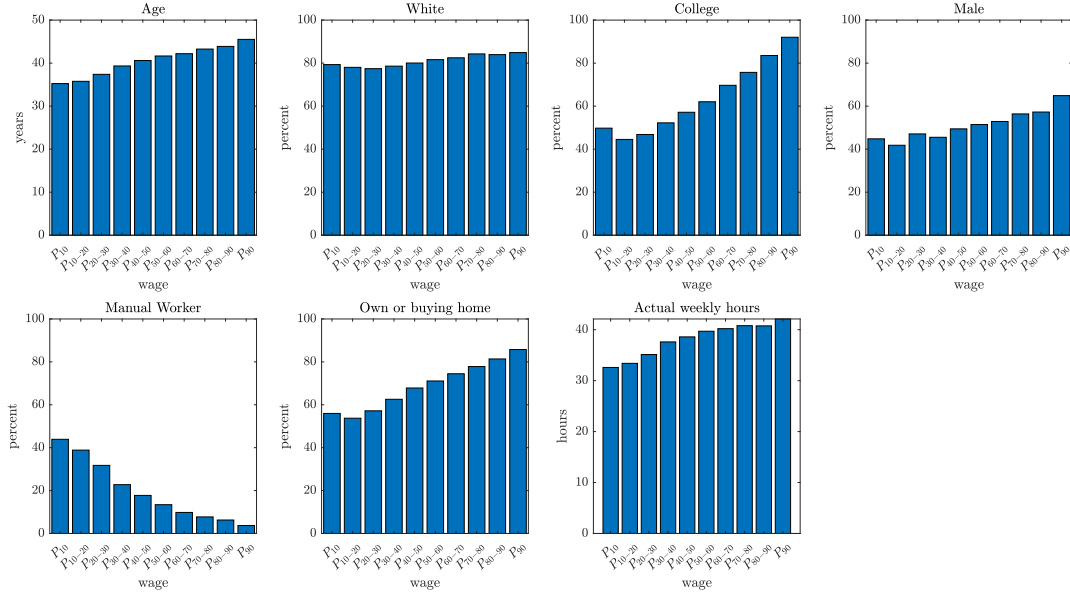 Age
50
40
30
20
10
0
years
P10
P10−20
P20−30
P30−40
P40−50
P50−60
P60−70
P70−80
P80−90
P90
wage
White
100
80
60
40
20
0
percent
P10
P10−20
P20−30
P30−40
P40−50
P50−60
P60−70
P70−80
P80−90
P90
wage
College
100
80
60
40
20
0
percent
P10
P10−20
P20−30
P30−40
P40−50
P50−60
P60−70
P70−80
P80−90
P90
wage
Male
100
80
60
40
20
0
percent
P10
P10−20
P20−30
P30−40
P40−50
P50−60
P60−70
P70−80
P80−90
P90
wage
Manual Worker
100
80
60
40
20
0
percent
P10
P10−20
P20−30
P30−40
P40−50
P50−60
P60−70
P70−80
P80−90
P90
wage
Own or buying home
100
80
60
40
20
0
percent
P10
P10−20
P20−30
P30−40
P40−50
P50−60
P60−70
P70−80
P80−90
P90
wage
Actual weekly hours
40
30
20
10
0
hours
P10
P10−20
P20−30
P30−40
P40−50
P50−60
P60−70
P70−80
P80−90
P90
wage